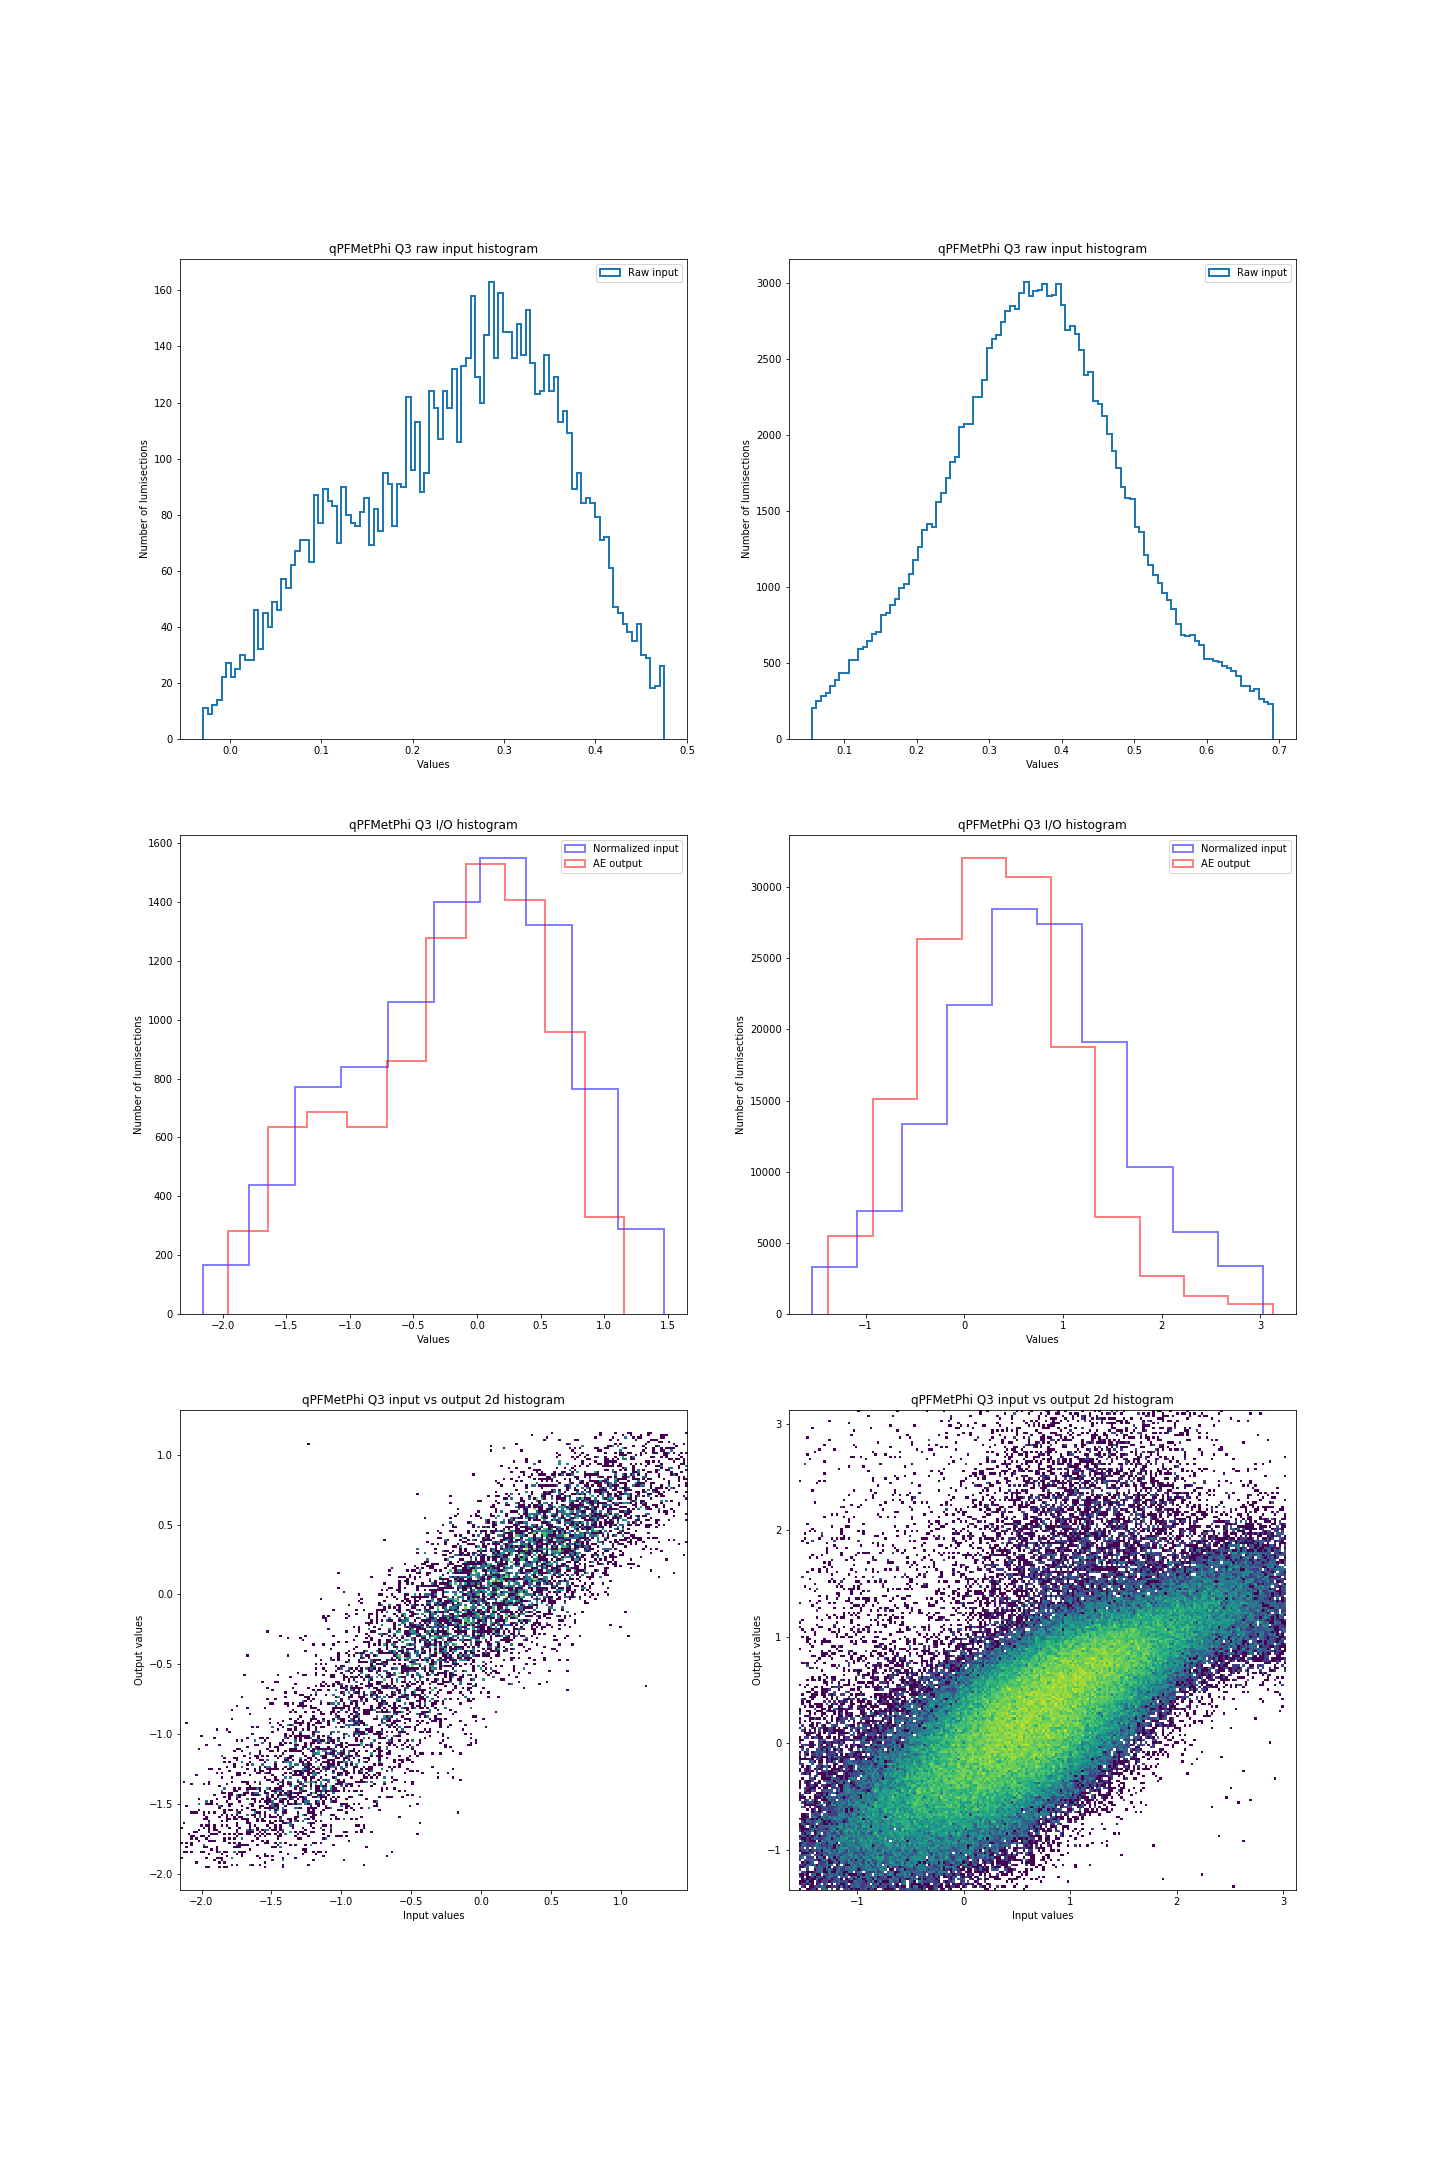 qPFMetPhi Q3 raw input histogram
Raw input
160
140
120
100
80
60
40
20
0
Number of lumisections
0.0 0.1 0.2 0.3 0.4 0.5
Values
qPFMetPhi Q3 raw input histogram
Raw input
3000
2500
2000
1500
1000
500
0
Number of lumisections
0.1 0.2 0.3 0.4 0.5 0.6 0.7
Values
qPFMetPhi Q3 I/O histogram
Normalized input
AE output
1600
1400
1200
1000
800
600
400
200
0
Number of lumisections
−2.0 −1.5 −1.0 −0.5 0.0 0.5 1.0 1.5
Values
qPFMetPhi Q3 I/O histogram
Normalized input
AE output
30000
25000
20000
15000
10000
5000
0
Number of lumisections
−1 0 1 2 3
Values
qPFMetPhi Q3 input vs output 2d histogram
1.0
0.5
0.0
−0.5
−1.0
−1.5
−2.0
Output values
−2.0 −1.5 −1.0 −0.5 0.0 0.5 1.0
Input values
qPFMetPhi Q3 input vs output 2d histogram
3
2
1
0
−1
Output values
−1 0 1 2 3
Input values